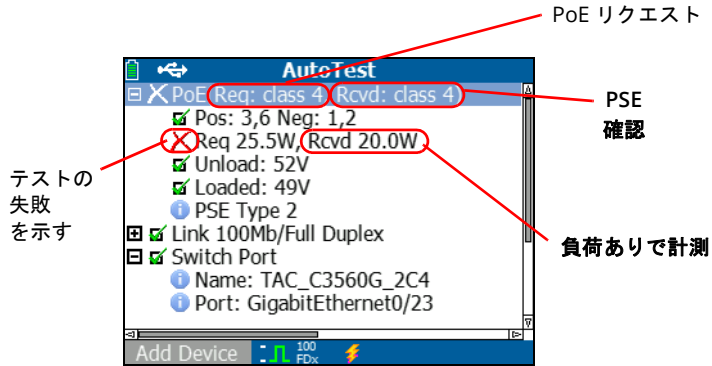 PoE リクエスト
AutoTest
PoE Req: class 4 Rcvd: class 4
PSE
確認
Pos: 3,6 Neg: 1,2
Req 25.5W, Rcvd 20.0W
Unload: 52V
Loaded: 49V
PSE Type 2
テストの
失敗
を示す
Link 100Mb/Full Duplex
負荷ありで計測
Switch Port
Name: TAC_C3560G_2C4
Port: GigabitEthernet0/23
Add Device
100
FDx